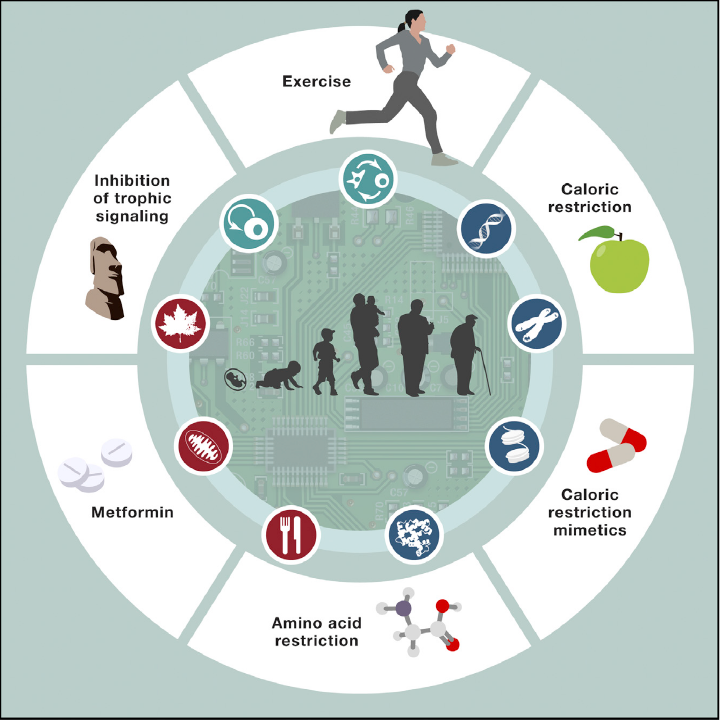 Exercise
Inhibition
of trophic
signaling
Caloric
restriction
Metformin
Caloric
restriction
mimetics
Amino acid
restriction